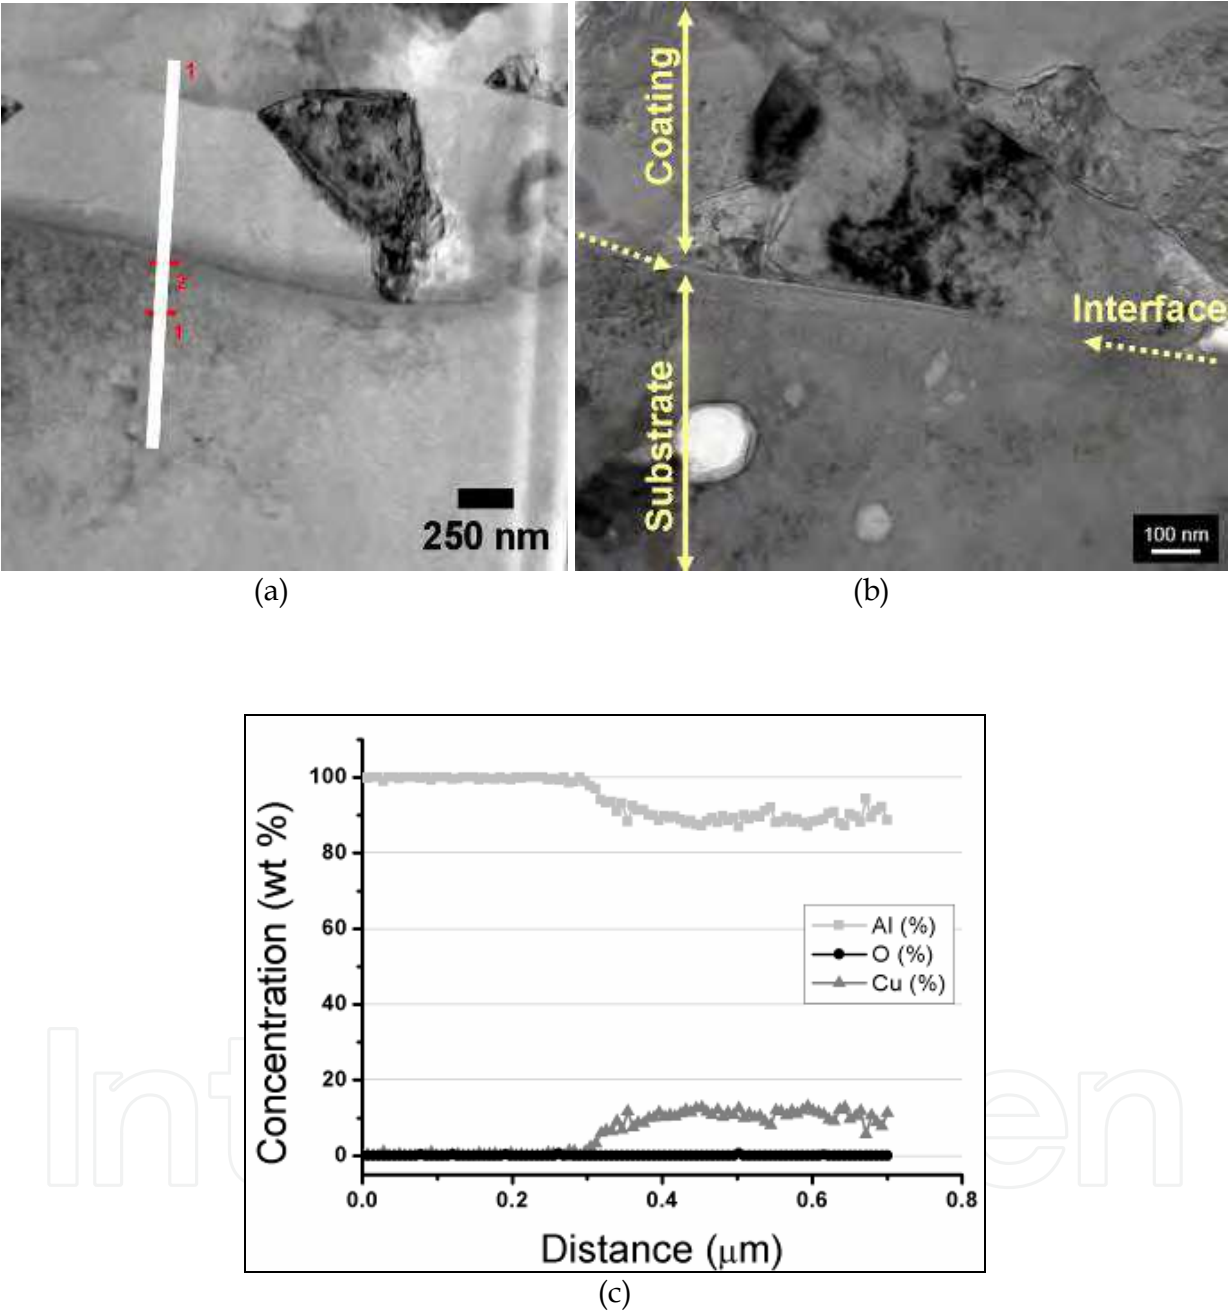 1
2
1
250 nm
(a)
Coating
Substrate
Interface
100 nm
(b)
100
80
60
40
20
0
Concentration (wt %)
Al (%)
O (%)
Cu (%)
0.0 0.2 0.4 0.6 0.8
Distance (μm)
(c)